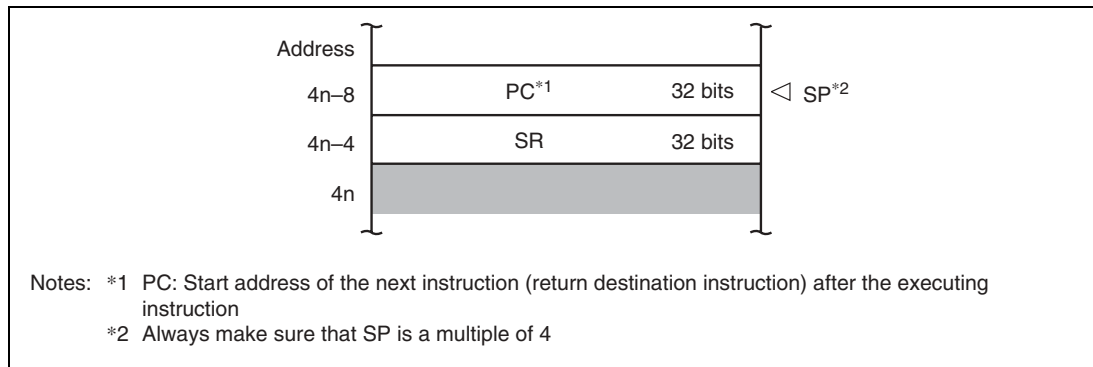 Address
4n–8 PC*1 32 bits ◁ SP*2
4n–4 SR 32 bits
4n
Notes: *1 PC: Start address of the next instruction (return destination instruction) after the executing
instruction
*2 Always make sure that SP is a multiple of 4